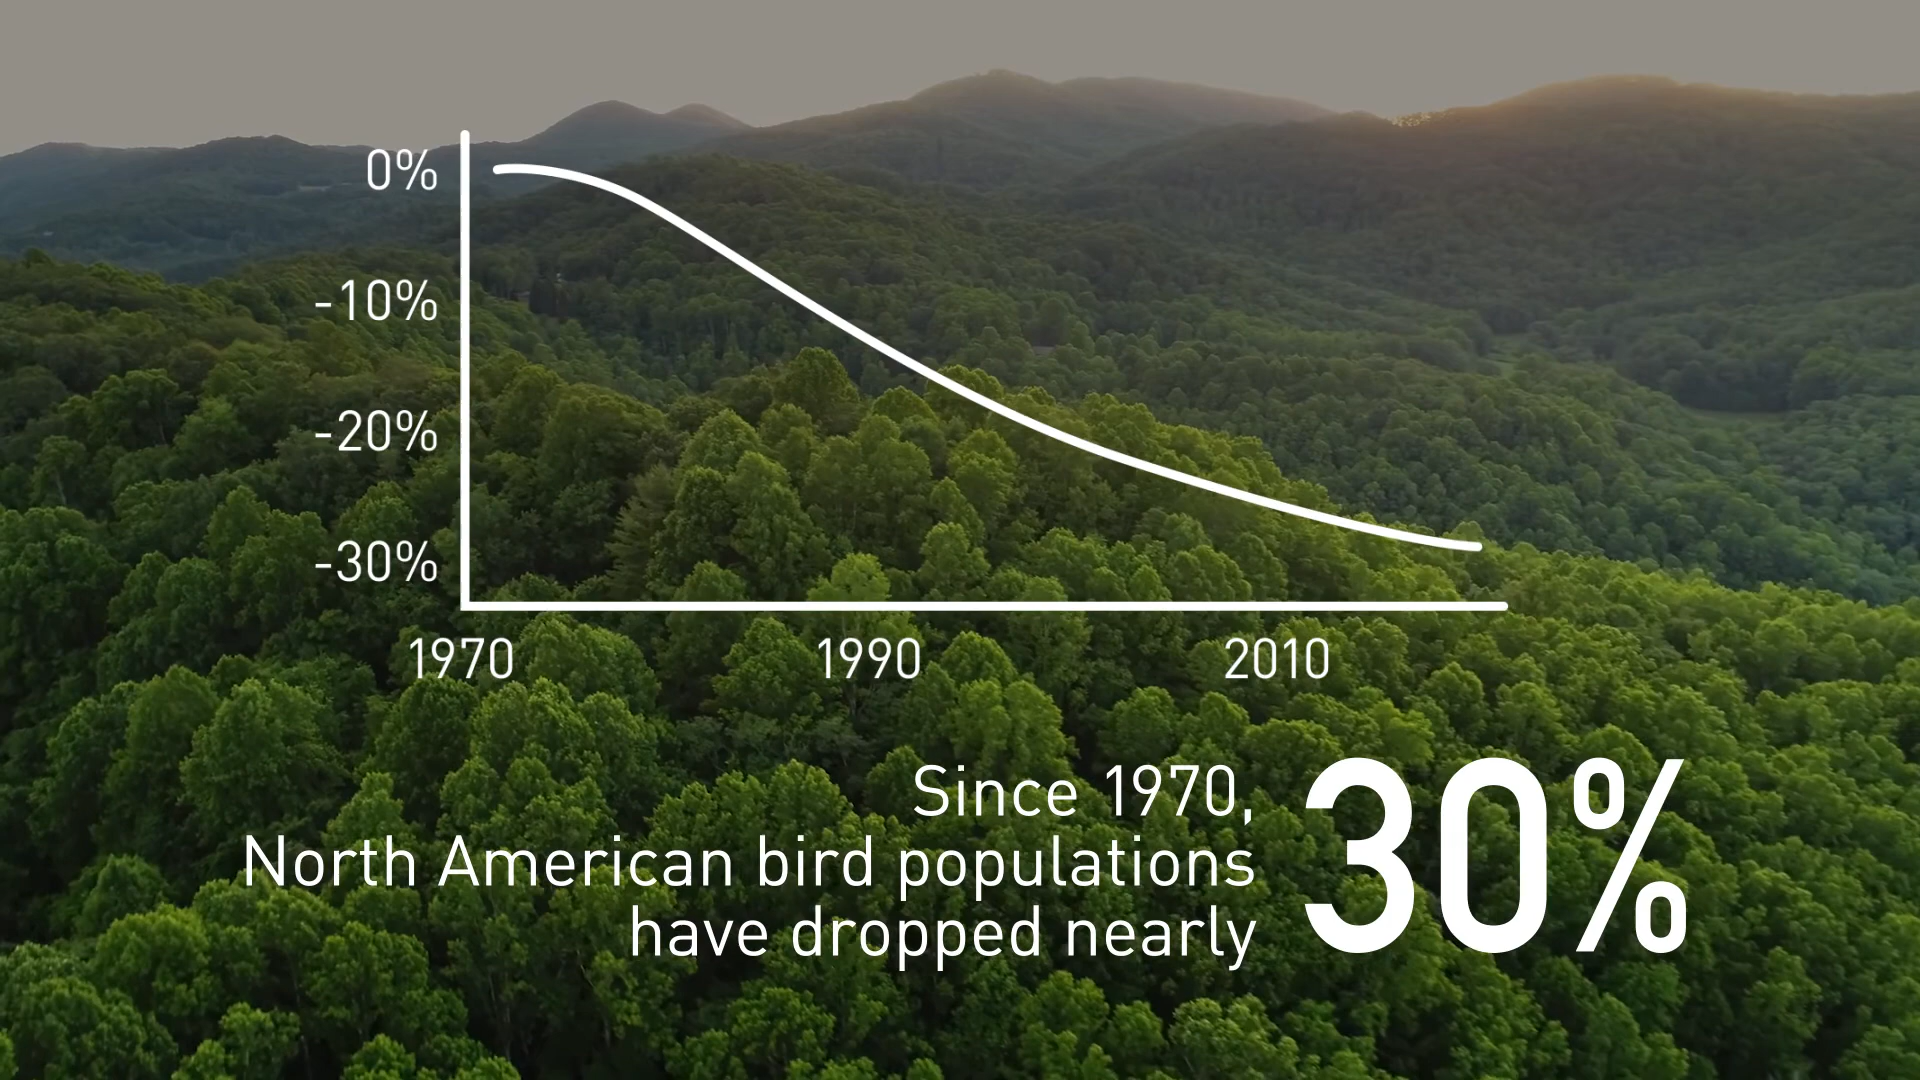 0%
-10%
-20%
-30%
1970 1990 2010
Since 1970,
North American bird populations
have dropped nearly
30%